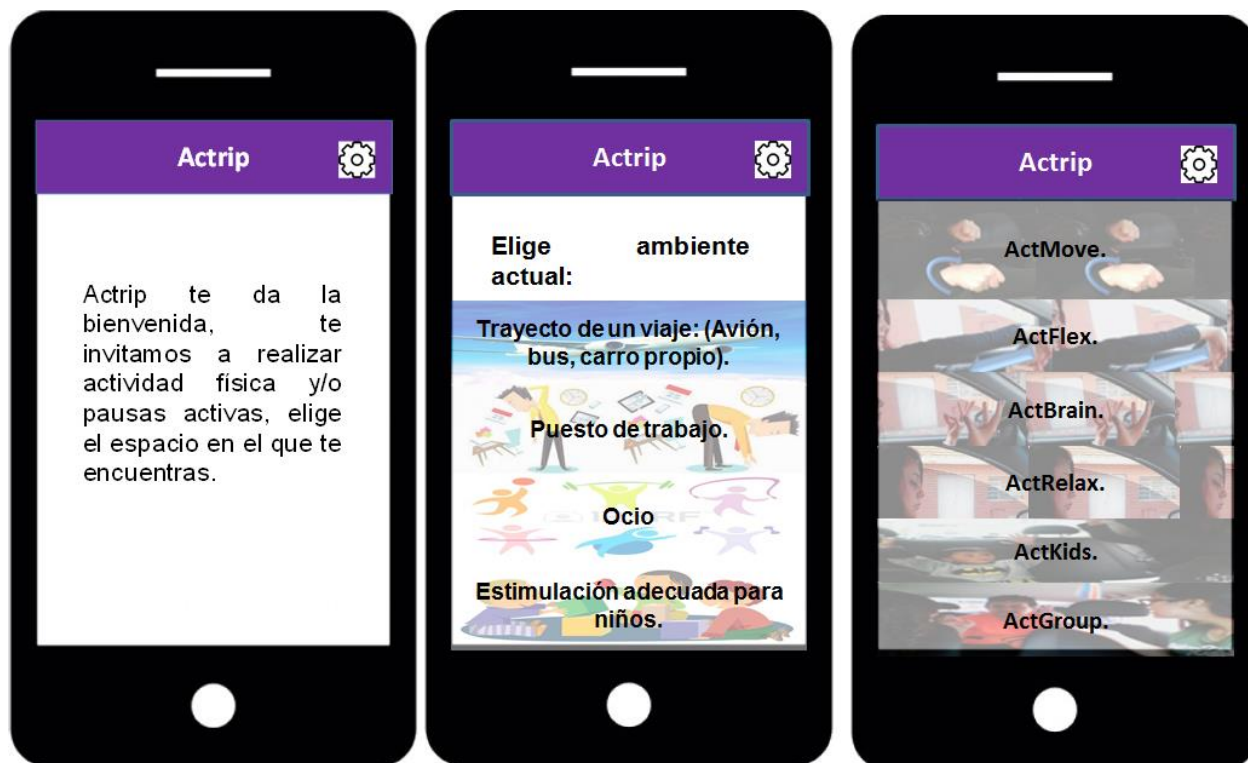 Actrip
Actrip te da la
bienvenida, te
invitamos a realizar
actividad física y/o
pausas activas, elige
el espacio en el que te
encuentras.
Actrip
Elige ambiente
actual:
Trayecto de un viaje: (Avión,
bus, carro propio).
Puesto de trabajo.
Ocio
Estimulación adecuada para
niños.
Actrip
ActMove.
ActFlex.
ActBrain.
ActRelax.
ActKids.
ActGroup.